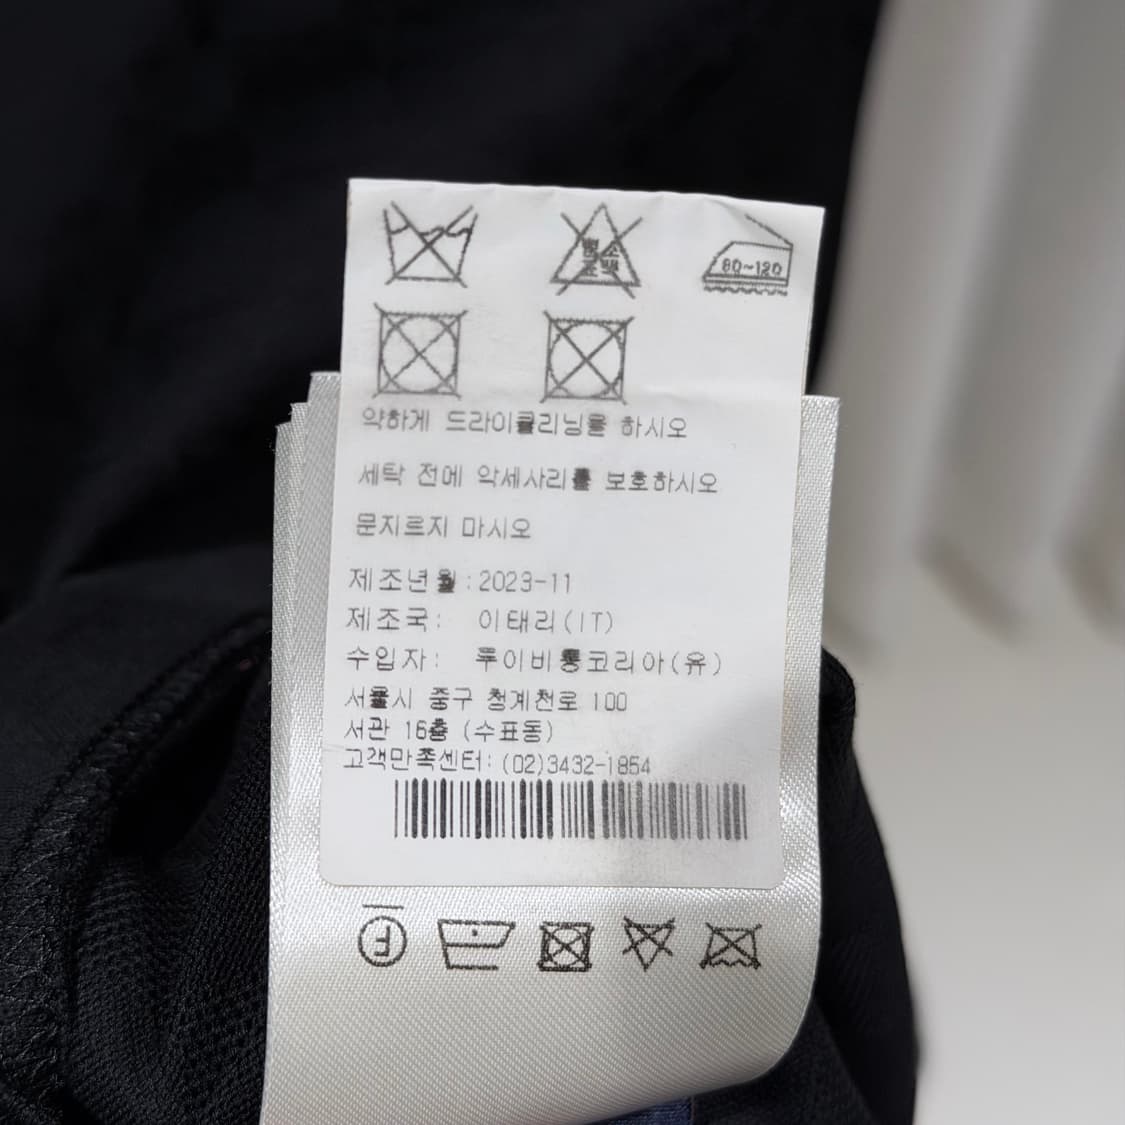 염소
표백
80~120
약하게 드라이클리닝을 하시오
세탁 전에 악세사리를 보호하시오
문지르지 마시오
제조년월:2023-11
제조국: 이태리(IT)
수입자: 루이비통코리아(유)
서울시 중구 청계천로 100
서관 16층 (수표동)
고객만족센터: (02)3432-1854
F